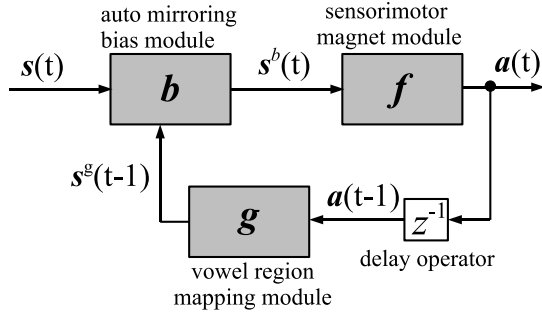 auto mirroring
bias module
sensorimotor
magnet module
s(t)
b
s^b(t)
f
a(t)
s^g(t-1)
g
a(t-1)
z^-1
vowel region
mapping module
delay operator